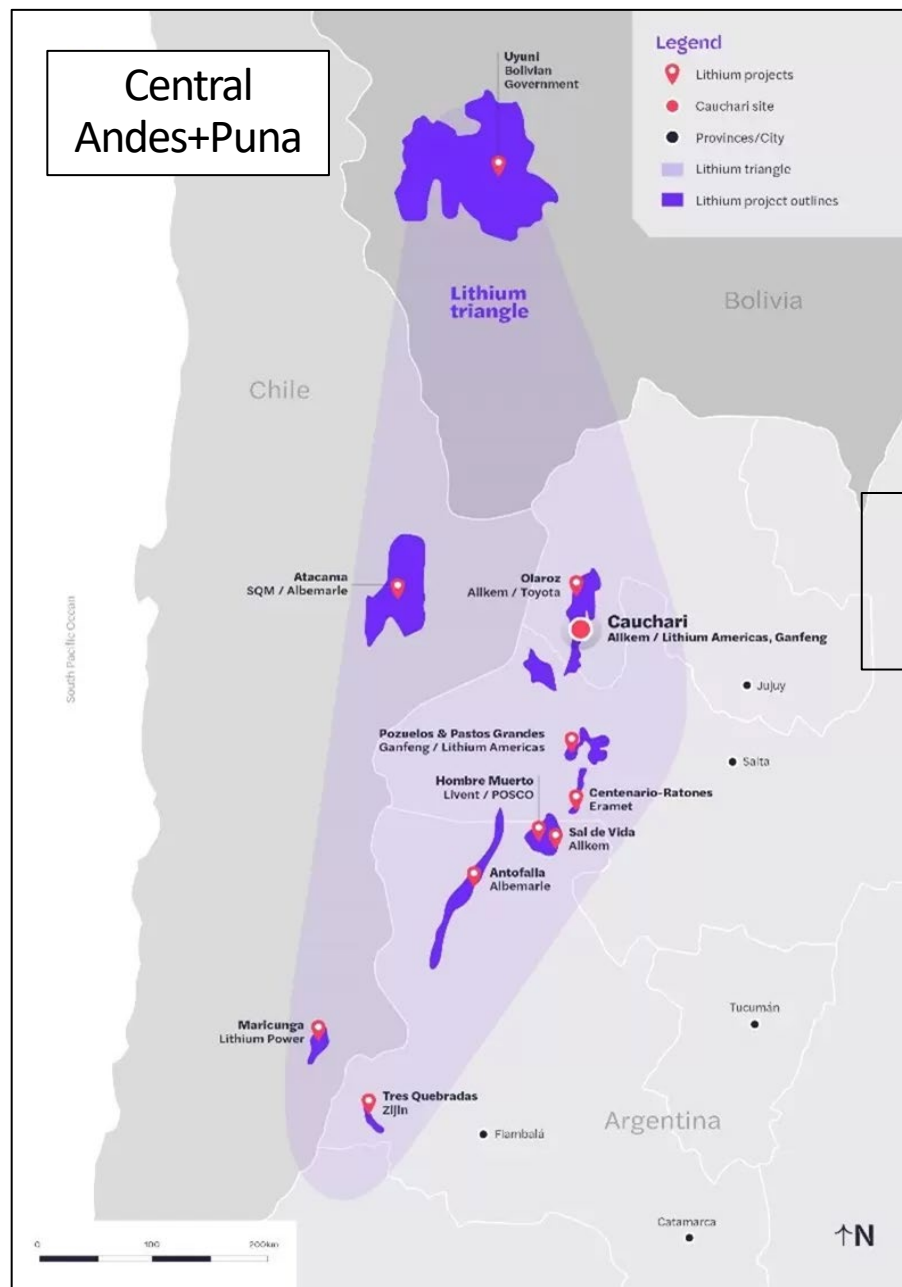 Central
Andes+Puna
Uyuni
Bolivian
Government
Legend
Lithium projects
Cauchari site
Provinces/City
Lithium triangle
Lithium project outlines
Lithium
triangle
Bolivia
Chile
South Pacific Ocean
Atacama
SQM / Albemarle
Olaroz
Allkem / Toyota
Cauchari
Allkem / Lithium Americas, Ganfeng
Jujuy
Pozuelos & Pastos Grandes
Ganfeng / Lithium Americas
Salta
Hombre Muerto
Livent / POSCO
Centenario-Ratones
Eramet
Sal de Vida
Allkem
Antofalla
Albemarle
Maricunga
Lithium Power
Tucumán
Tres Quebradas
Zijin
Fiambalá
Argentina
Catamarca
N
0 100 200km